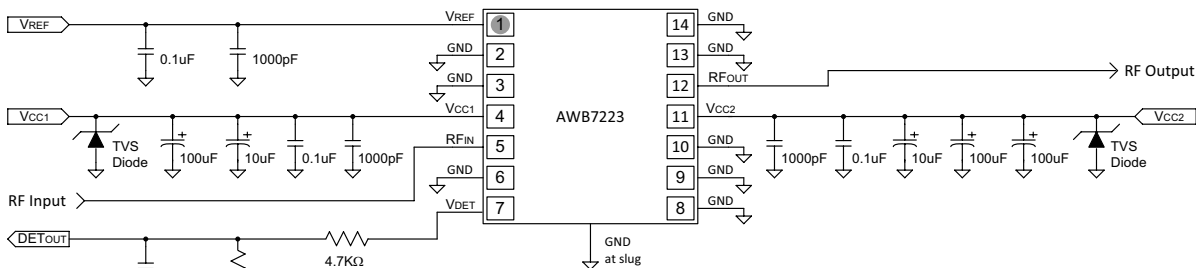 VREF
VREF
1
14
GND
0.1uF
1000pF
GND
2
13
GND
GND
3
12
RFOUT
RF Output
VCC1
VCC1
4
AWB7223
11
VCC2
VCC2
TVS
Diode
100uF
10uF
0.1uF
1000pF
RFIN
5
10
GND
1000pF
0.1uF
10uF
100uF
100uF
TVS
Diode
GND
6
9
GND
RF Input
VDET
7
8
GND
DETOUT
4.7KΩ
GND
at slug